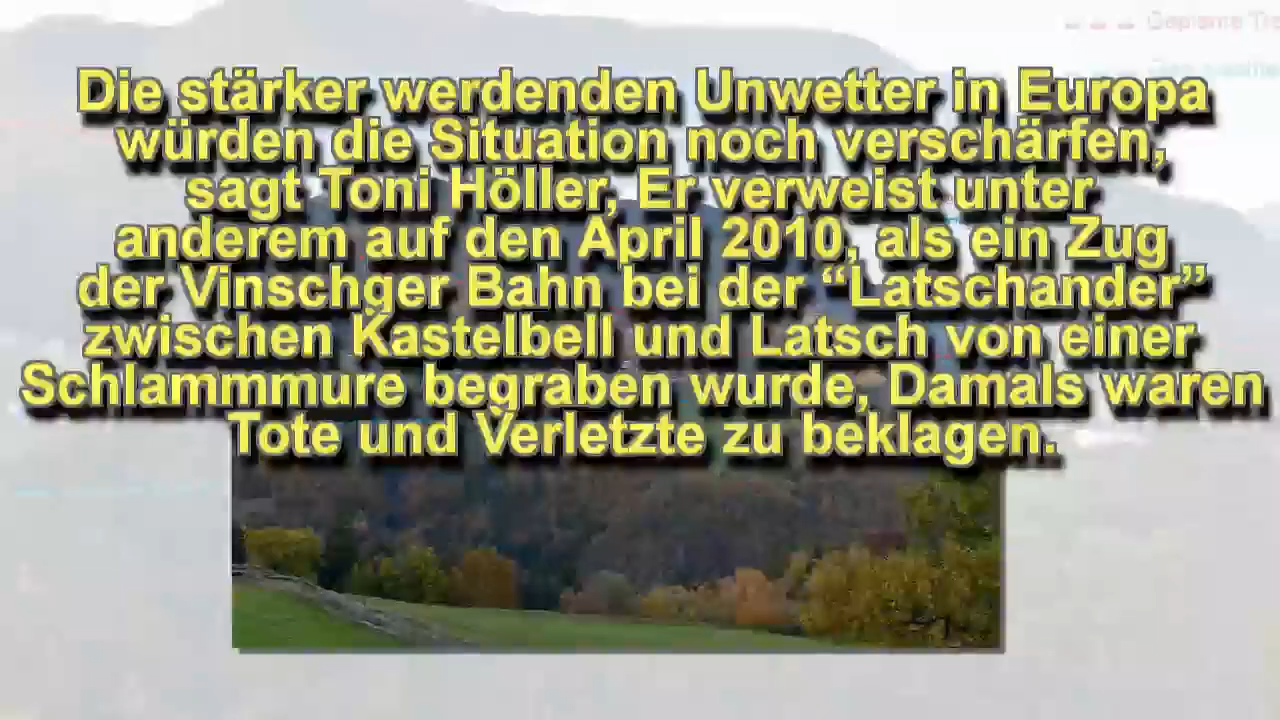 Geplante
Die stärker werdenden Unwetter in Europa
würden die Situation noch verschärfen,
sagt Toni Höller, Er verweist unter
anderem auf den April 2010, als ein Zug
der Vinschger Bahn bei der “Latschander”
zwischen Kastelbell und Latsch von einer
Schlammmure begraben wurde, Damals waren
Tote und Verletzte zu beklagen.